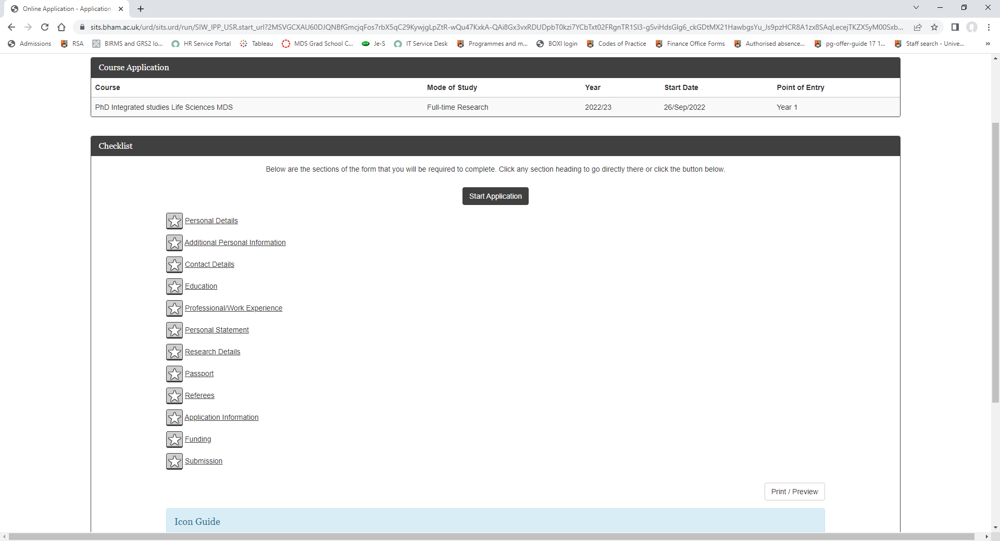 Online Application - Application
sits.bham.ac.uk/urd/sits.urd/run/SIW_IPP_USR.start_url?2MSVGCXAU60DJQNBfGmcjqFos7rbX5qC29KywjgLpZtR-wQu47KxkA-QAi8Gx3vxRDUDpbT0kzi7YCbTxt02FRgnTR1Sl3-gSviHdsGlg6_ckGDtMX21HawbgsYu_Js9pzHCR8A1zx8SAqLecejTKZXSyM00Sxb...
Admissions RSA BIRMS and GRS2 lo... HR Service Portal Tableau MDS Grad School C... Je-S IT Service Desk Programmes and m... BOXI login Codes of Practice Finance Office Forms Authorised absence... pg-offer-guide 17 1... Staff search - Unive... »
Course Application
Course Mode of Study Year Start Date Point of Entry
PhD Integrated studies Life Sciences MDS Full-time Research 2022/23 26/Sep/2022 Year 1
Checklist
Below are the sections of the form that you will be required to complete. Click any section heading to go directly there or click the button below.
Start Application
Personal Details
Additional Personal Information
Contact Details
Education
Professional/Work Experience
Personal Statement
Research Details
Passport
Referees
Application Information
Funding
Submission
Print / Preview
Icon Guide